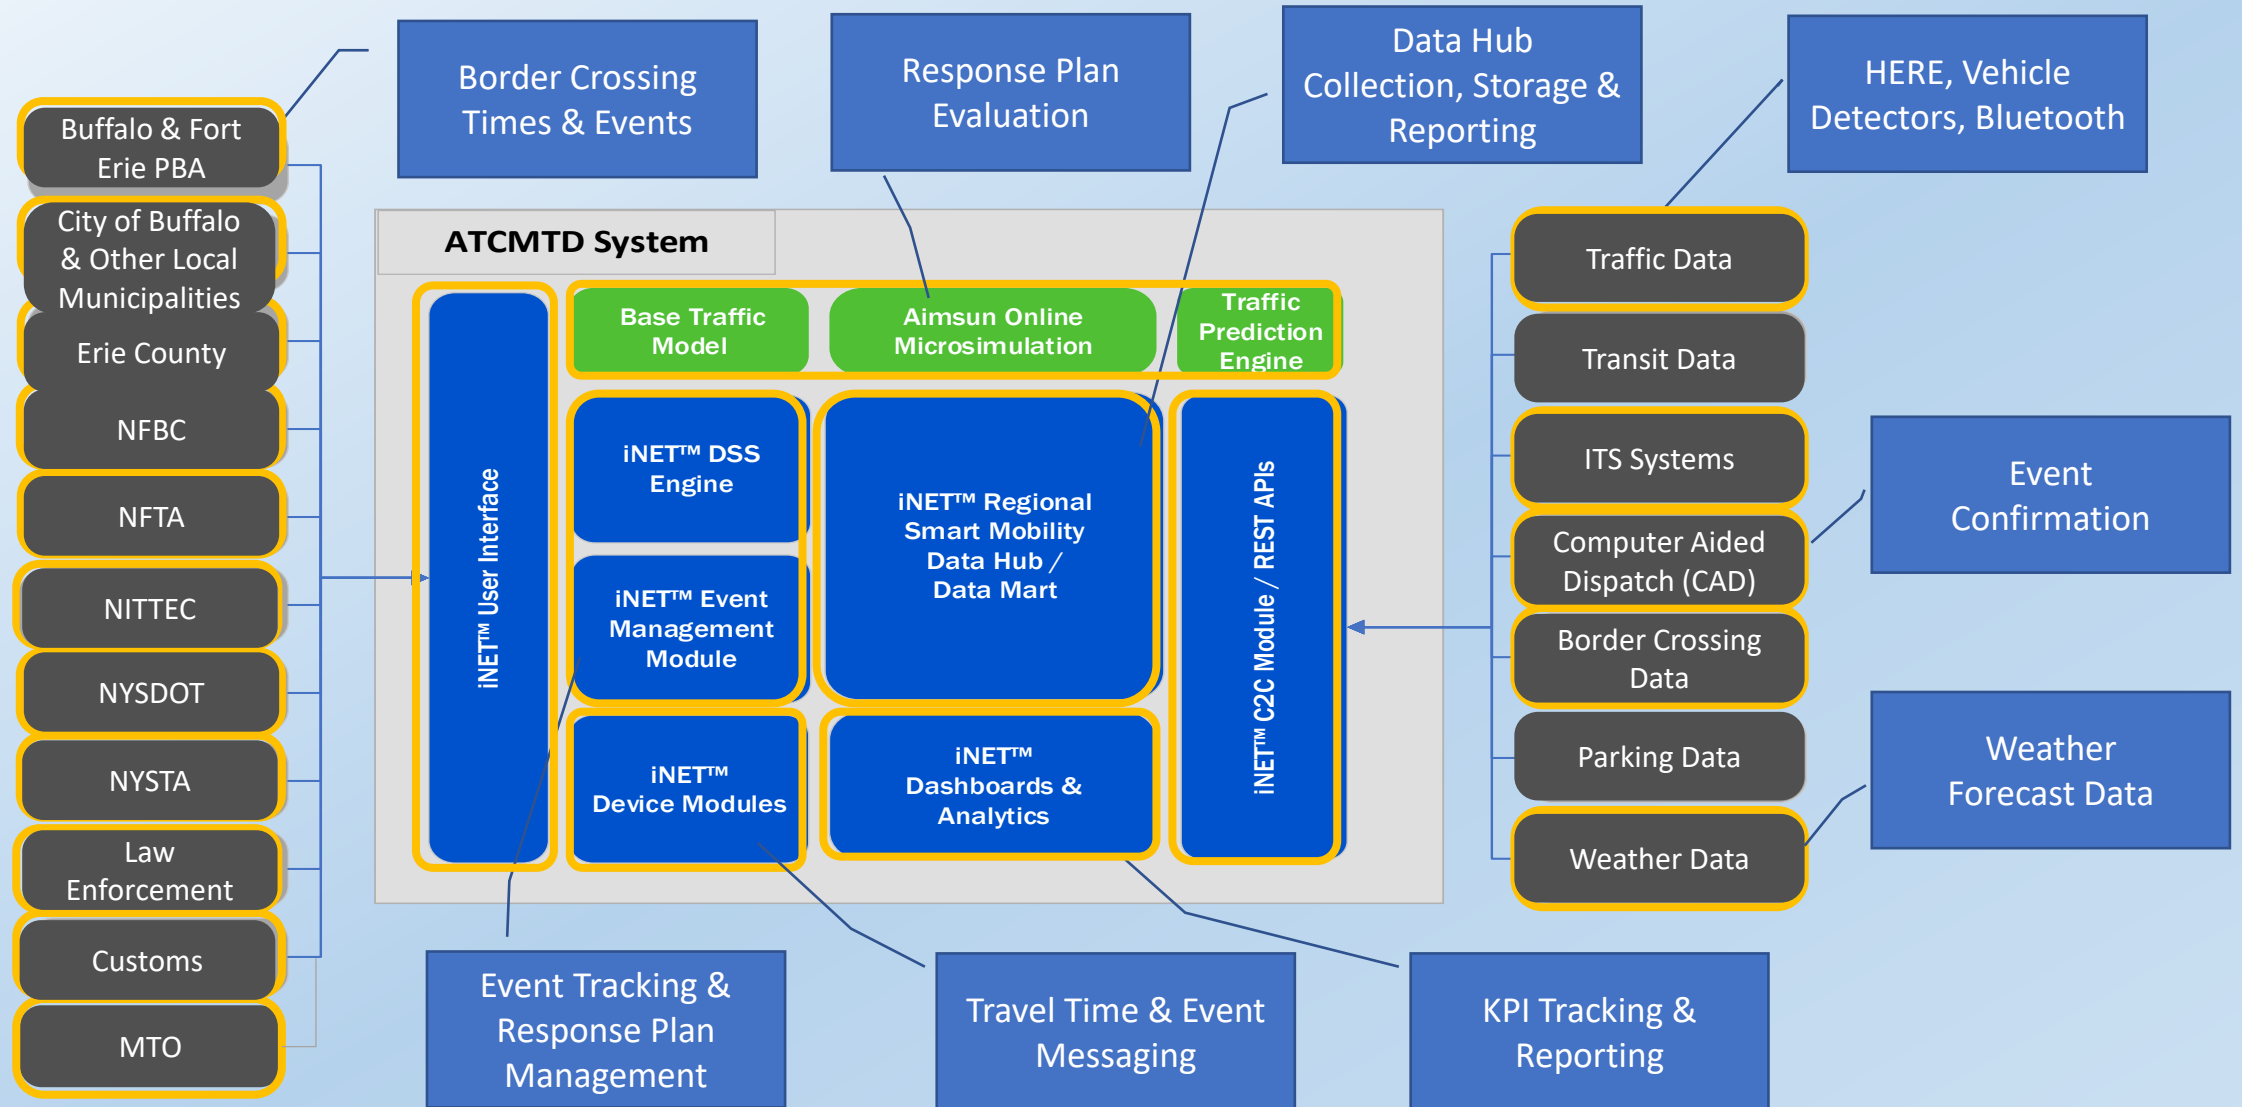 Border Crossing
Times & Events
Response Plan
Evaluation
Data Hub
Collection, Storage &
Reporting
HERE, Vehicle
Detectors, Bluetooth
Buffalo & Fort
Erie PBA
City of Buffalo
& Other Local
Municipalities
Erie County
NFBC
NFTA
NITTEC
NYSDOT
NYSTA
Law
Enforcement
Customs
MTO
ATCMTD System
iNET™ User Interface
Base Traffic
Model
Aimsun Online
Microsimulation
Traffic
Prediction
Engine
iNET™ DSS
Engine
iNET™ Event
Management
Module
iNET™
Device Modules
iNET™ Regional
Smart Mobility
Data Hub /
Data Mart
iNET™
Dashboards &
Analytics
iNET™ C2C Module / REST APIs
Traffic Data
Transit Data
ITS Systems
Computer Aided
Dispatch (CAD)
Border Crossing
Data
Parking Data
Weather Data
Event
Confirmation
Weather
Forecast Data
Event Tracking &
Response Plan
Management
Travel Time & Event
Messaging
KPI Tracking &
Reporting